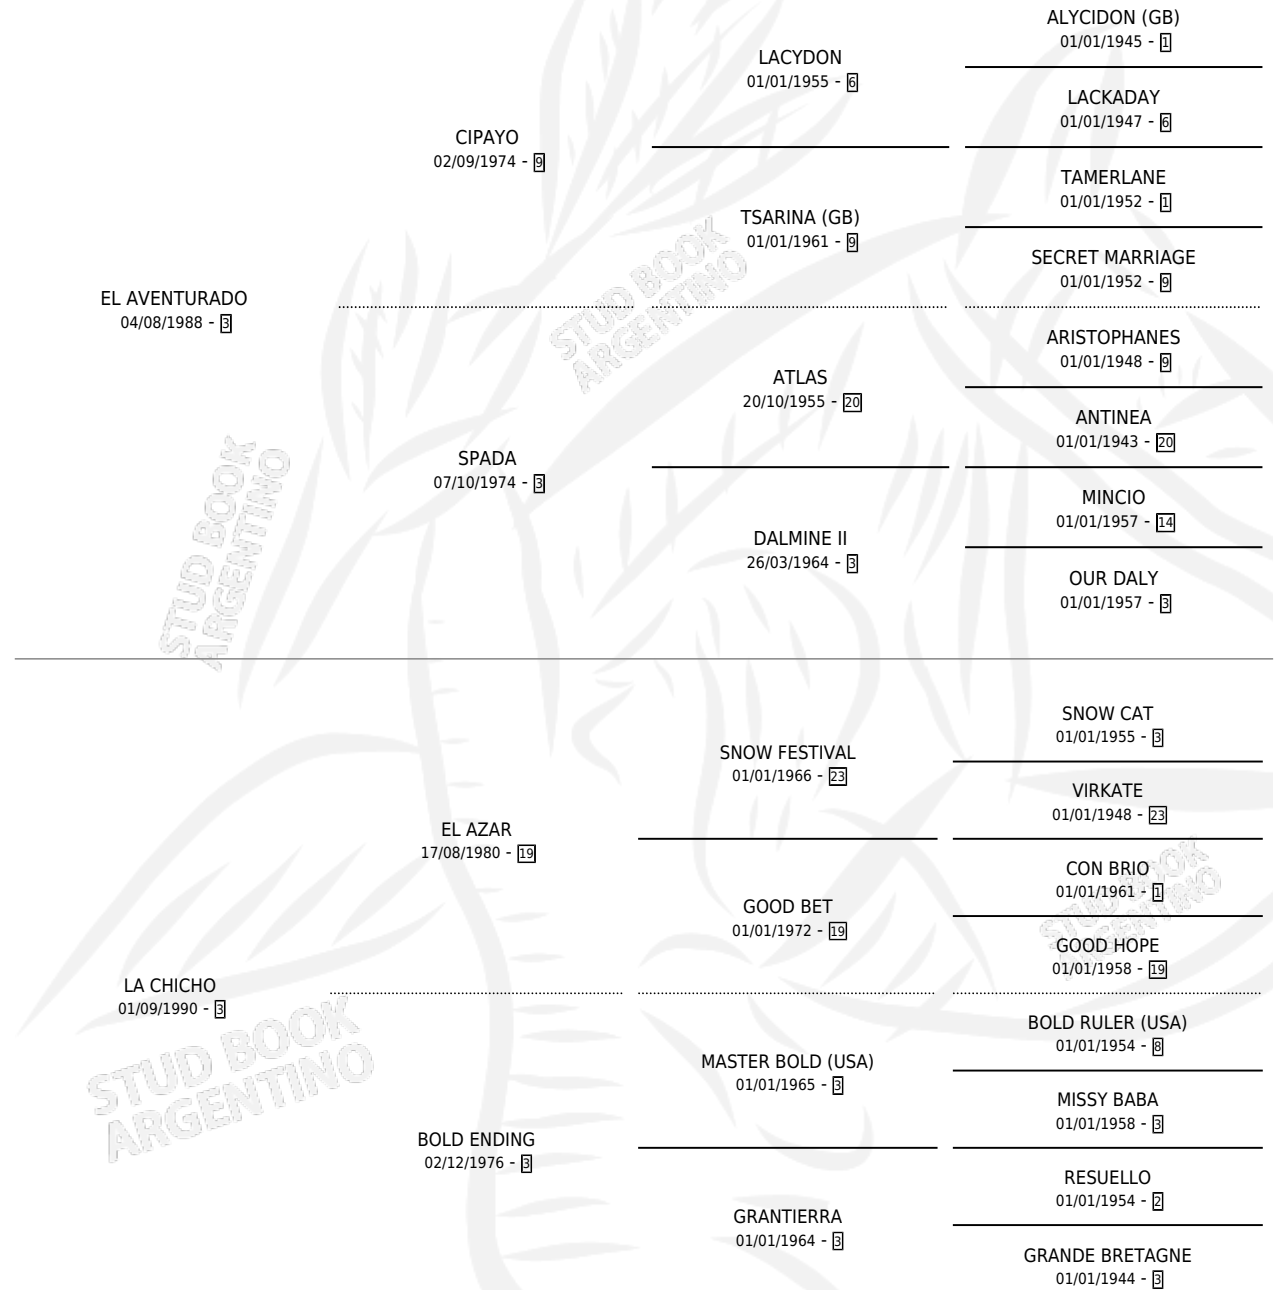 ALYCIDON (GB)
01/01/1945 - 1
LACYDON
01/01/1955 - 6
LACKADAY
01/01/1947 - 6
CIPAYO
02/09/1974 - 9
TAMERLANE
01/01/1952 - 1
TSARINA (GB)
01/01/1961 - 9
SECRET MARRIAGE
01/01/1952 - 9
EL AVENTURADO
04/08/1988 - 3
STUD BOOK
ARGENTINO
ARISTOPHANES
01/01/1948 - 9
ATLAS
20/10/1955 - 20
ANTINEA
01/01/1943 - 20
SPADA
07/10/1974 - 3
MINCIO
01/01/1957 - 14
DALMINE II
26/03/1964 - 3
OUR DALY
01/01/1957 - 3
STUD BOOK
ARGENTINO
SNOW CAT
01/01/1955 - 3
SNOW FESTIVAL
01/01/1966 - 23
VIRKATE
01/01/1948 - 23
EL AZAR
17/08/1980 - 19
CON BRIO
01/01/1961 - 1
GOOD BET
01/01/1972 - 19
STUD BOOK
ARGENTINO
GOOD HOPE
01/01/1958 - 19
LA CHICHO
01/09/1990 - 3
BOLD RULER (USA)
01/01/1954 - 8
MASTER BOLD (USA)
01/01/1965 - 3
MISSY BABA
01/01/1958 - 3
STUD BOOK
ARGENTINO
BOLD ENDING
02/12/1976 - 3
RESUELLO
01/01/1954 - 2
GRANTIERRA
01/01/1964 - 3
GRANDE BRETAGNE
01/01/1944 - 3